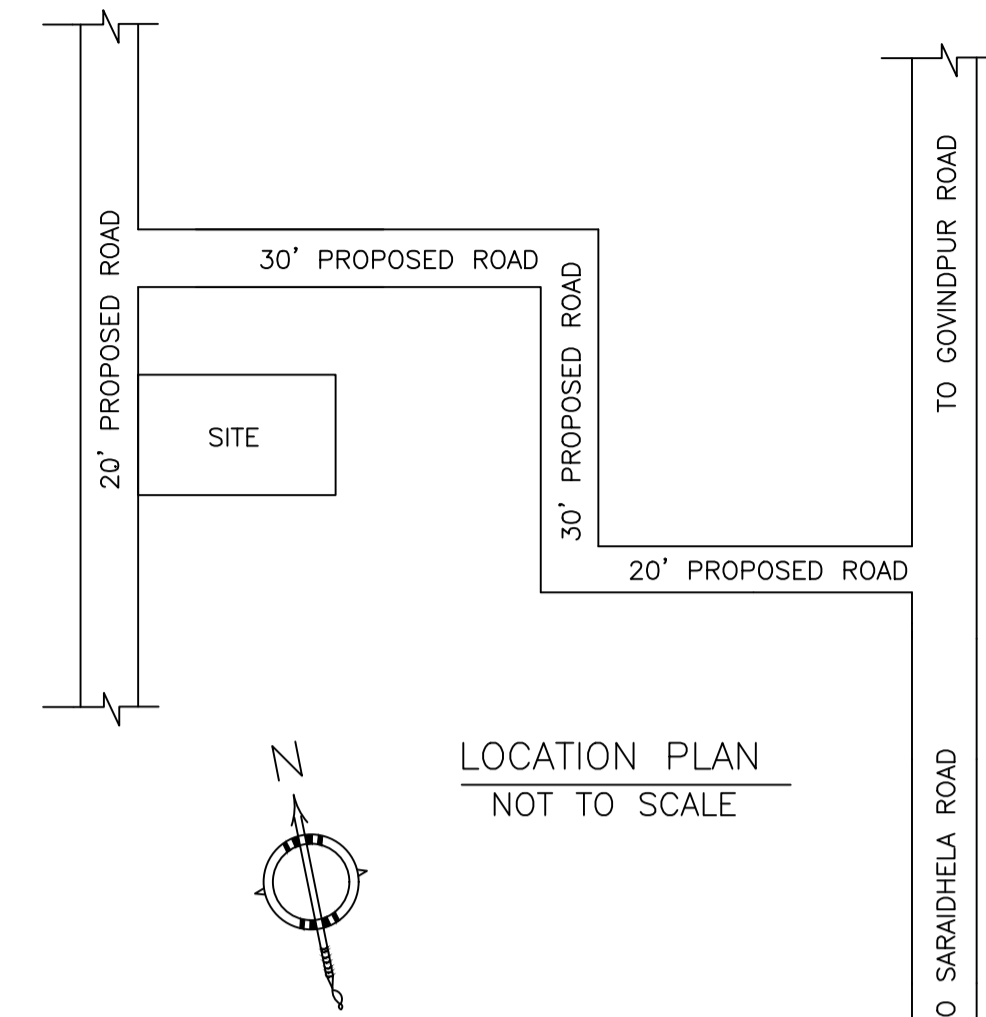 30' PROPOSED ROAD
20' PROPOSED ROAD
SITE
30' PROPOSED ROAD
TO GOVINDPUR ROAD
20' PROPOSED ROAD
N
LOCATION PLAN
NOT TO SCALE
O SARAIDHELA ROAD